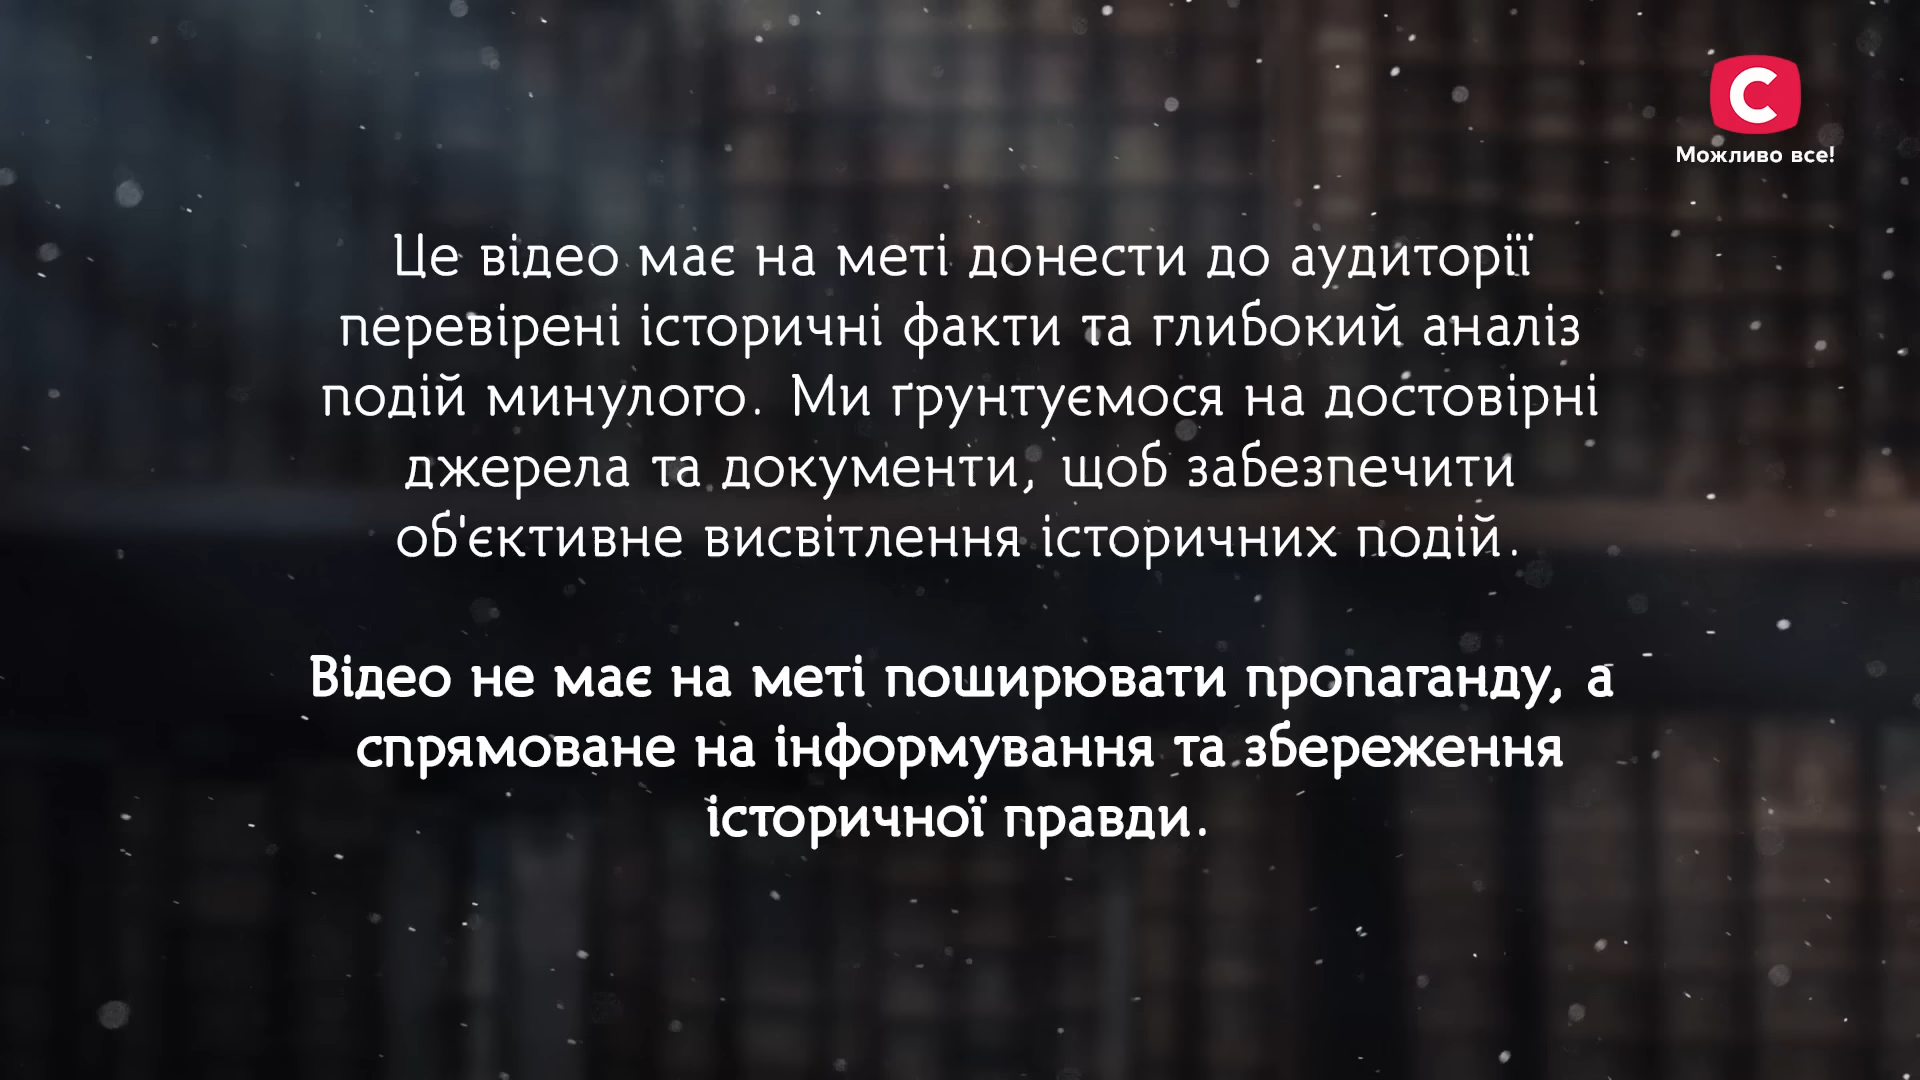 С
Можливо все!
Це відео має на меті донести до аудиторії
перевірені історичні факти та глибокий аналіз
подій минулого. Ми ґрунтуємося на достовірні
джерела та документи, щоб забезпечити
об'єктивне висвітлення історичних подій.
Відео не має на меті поширювати пропаганду, а
спрямоване на інформування та збереження
історичної правди.